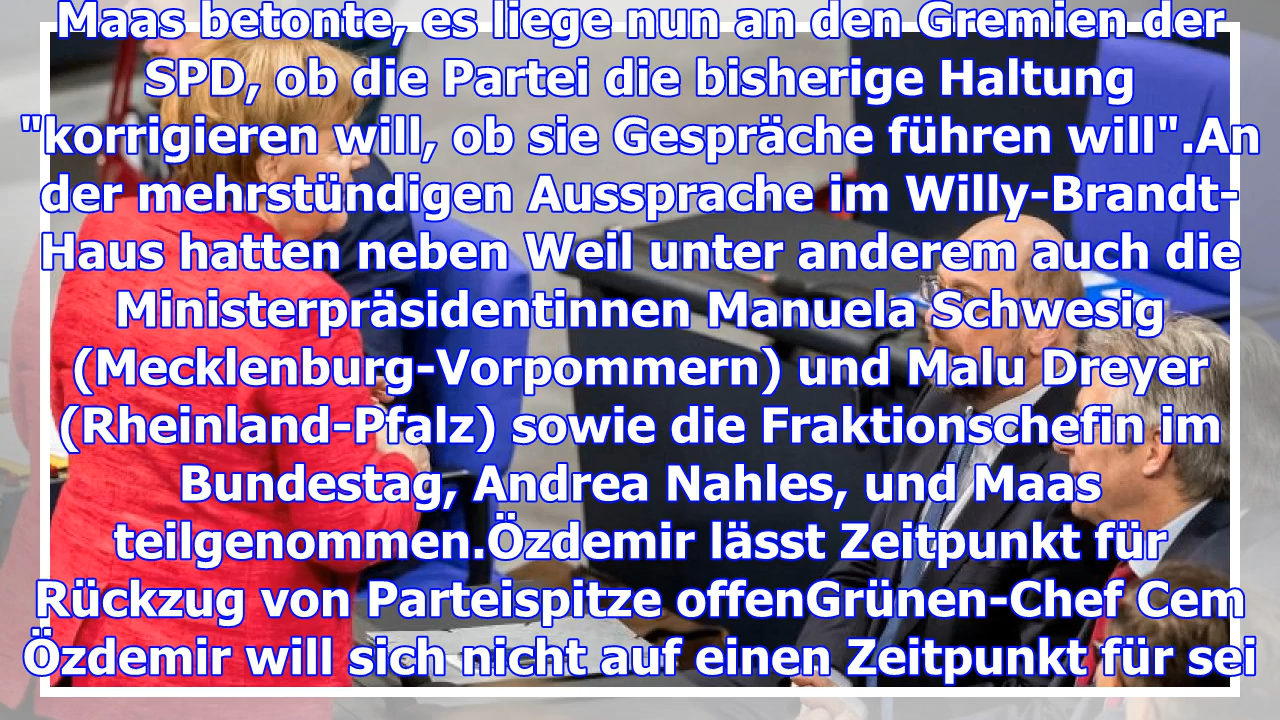 Maas betonte, es liege nun an den Gremien der
SPD, ob die Partei die bisherige Haltung
"korrigieren will, ob sie Gespräche führen will".An
der mehrstündigen Aussprache im Willy-Brandt-
Haus hatten neben Weil unter anderem auch die
Ministerpräsidentinnen Manuela Schwesig
(Mecklenburg-Vorpommern) und Malu Dreyer
(Rheinland-Pfalz) sowie die Fraktionschefin im
Bundestag, Andrea Nahles, und Maas
teilgenommen.Özdemir lässt Zeitpunkt für
Rückzug von Parteispitze offenGrünen-Chef Cem
Özdemir will sich nicht auf einen Zeitpunkt für sei